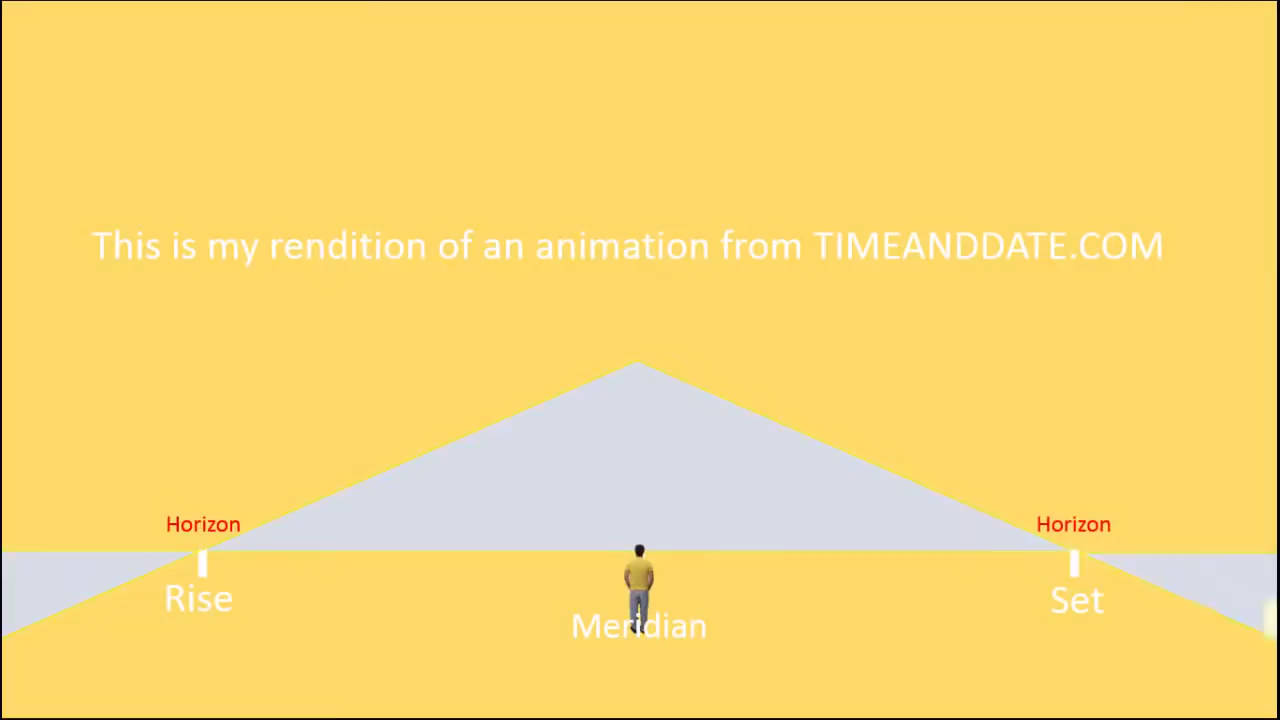 This is my rendition of an animation from TIMEANDDATE.COM
Horizon
Horizon
Rise
Set
Meridian